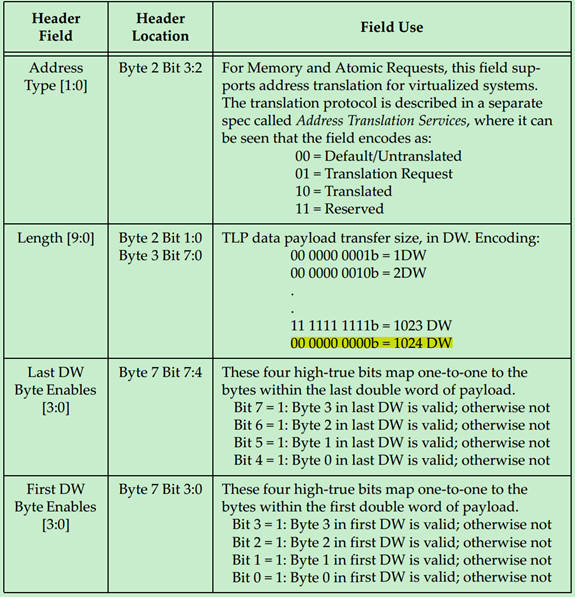 Header Field
Header Location
Field Use
Address Type [1:0]
Byte 2 Bit 3:2
For Memory and Atomic Requests, this field sup-
ports address translation for virtualized systems.
The translation protocol is described in a separate
spec called Address Translation Services, where it can
be seen that the field encodes as:
00 = Default/Untranslated
01 = Translation Request
10 = Translated
11 = Reserved
Length [9:0]
Byte 2 Bit 1:0
Byte 3 Bit 7:0
TLP data payload transfer size, in DW. Encoding:
00 0000 0001b = 1DW
00 0000 0010b = 2DW
.
.
11 1111 1111b = 1023 DW
00 0000 0000b = 1024 DW
Last DW
Byte Enables
[3:0]
Byte 7 Bit 7:4
These four high-true bits map one-to-one to the
bytes within the last double word of payload.
Bit 7 = 1: Byte 3 in last DW is valid; otherwise not
Bit 6 = 1: Byte 2 in last DW is valid; otherwise not
Bit 5 = 1: Byte 1 in last DW is valid; otherwise not
Bit 4 = 1: Byte 0 in last DW is valid; otherwise not
First DW
Byte Enables
[3:0]
Byte 7 Bit 3:0
These four high-true bits map one-to-one to the
bytes within the first double word of payload.
Bit 3 = 1: Byte 3 in first DW is valid; otherwise not
Bit 2 = 1: Byte 2 in first DW is valid; otherwise not
Bit 1 = 1: Byte 1 in first DW is valid; otherwise not
Bit 0 = 1: Byte 0 in first DW is valid; otherwise not